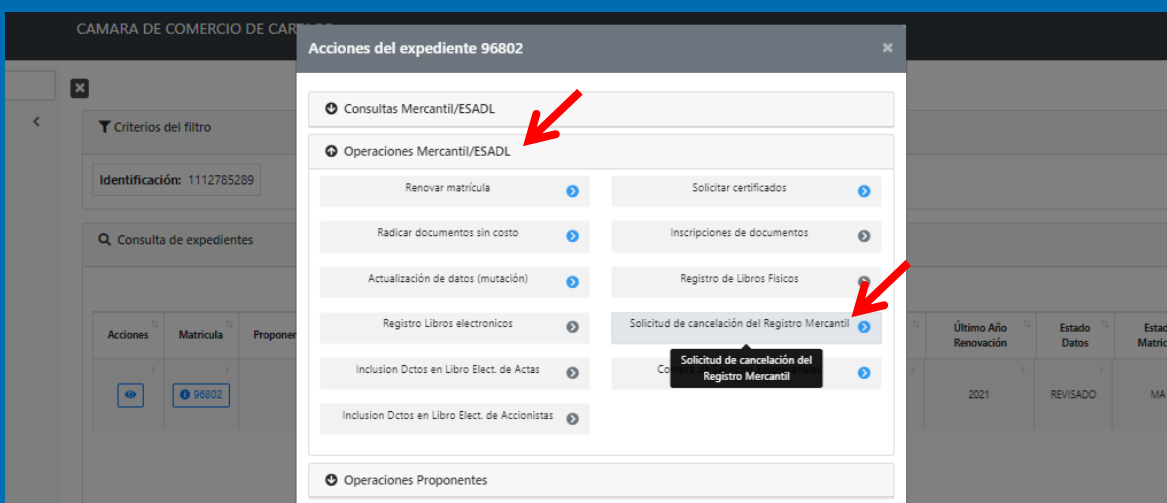 CAMARA DE COMERCIO DE CAR
Acciones del expediente 96802
Consultas Mercantil/ESADL
Criterios del filtro
Operaciones Mercantil/ESADL
Identificación: 1112785289
Renovar matrícula
Solicitar certificados
Radicar documentos sin costo
Inscripciones de documentos
Consulta de expedientes
Actualización de datos (mutación)
Registro de Libros Fisicos
Registro Libros electronicos
Solicitud de cancelación del Registro Mercantil
Acciones
Matricula
Proponen
Último Año
Renovación
Estado
Datos
Estad
Matric
Solicitud de cancelación del
Registro Mercantil
Inclusion Dctos en Libro Elect. de Actas
96802
2021
REVISADO
MA
Inclusion Dctos en Libro Elect. de Accionistas
Operaciones Proponentes